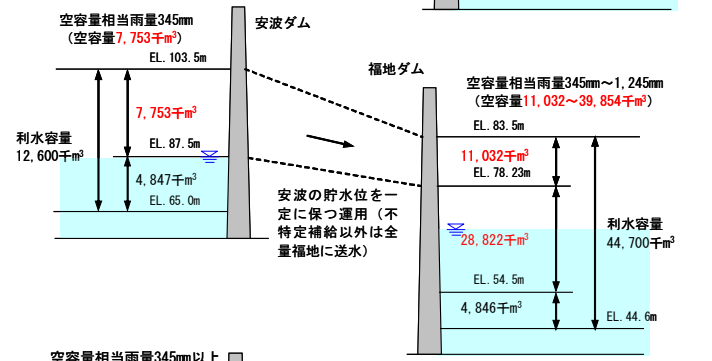 空容量相当雨量345mm
（空容量7,753千m³）
安波ダム
EL.103.5m
7,753千m³
利水容量
12,600千m³
EL.87.5m
4,847千m³
EL.65.0m
安波の貯水位を一
定に保つ運用（不
特定補給以外は全
量福地に送水）
福地ダム
空容量相当雨量345mm～1,245mm
（空容量11,032～39,854千m³）
EL.83.5m
11,032千m³
EL.78.23m
28,822千m³
利水容量
44,700千m³
EL.54.5m
4,846千m³
EL.44.6m
空容量相当雨量345mm以上